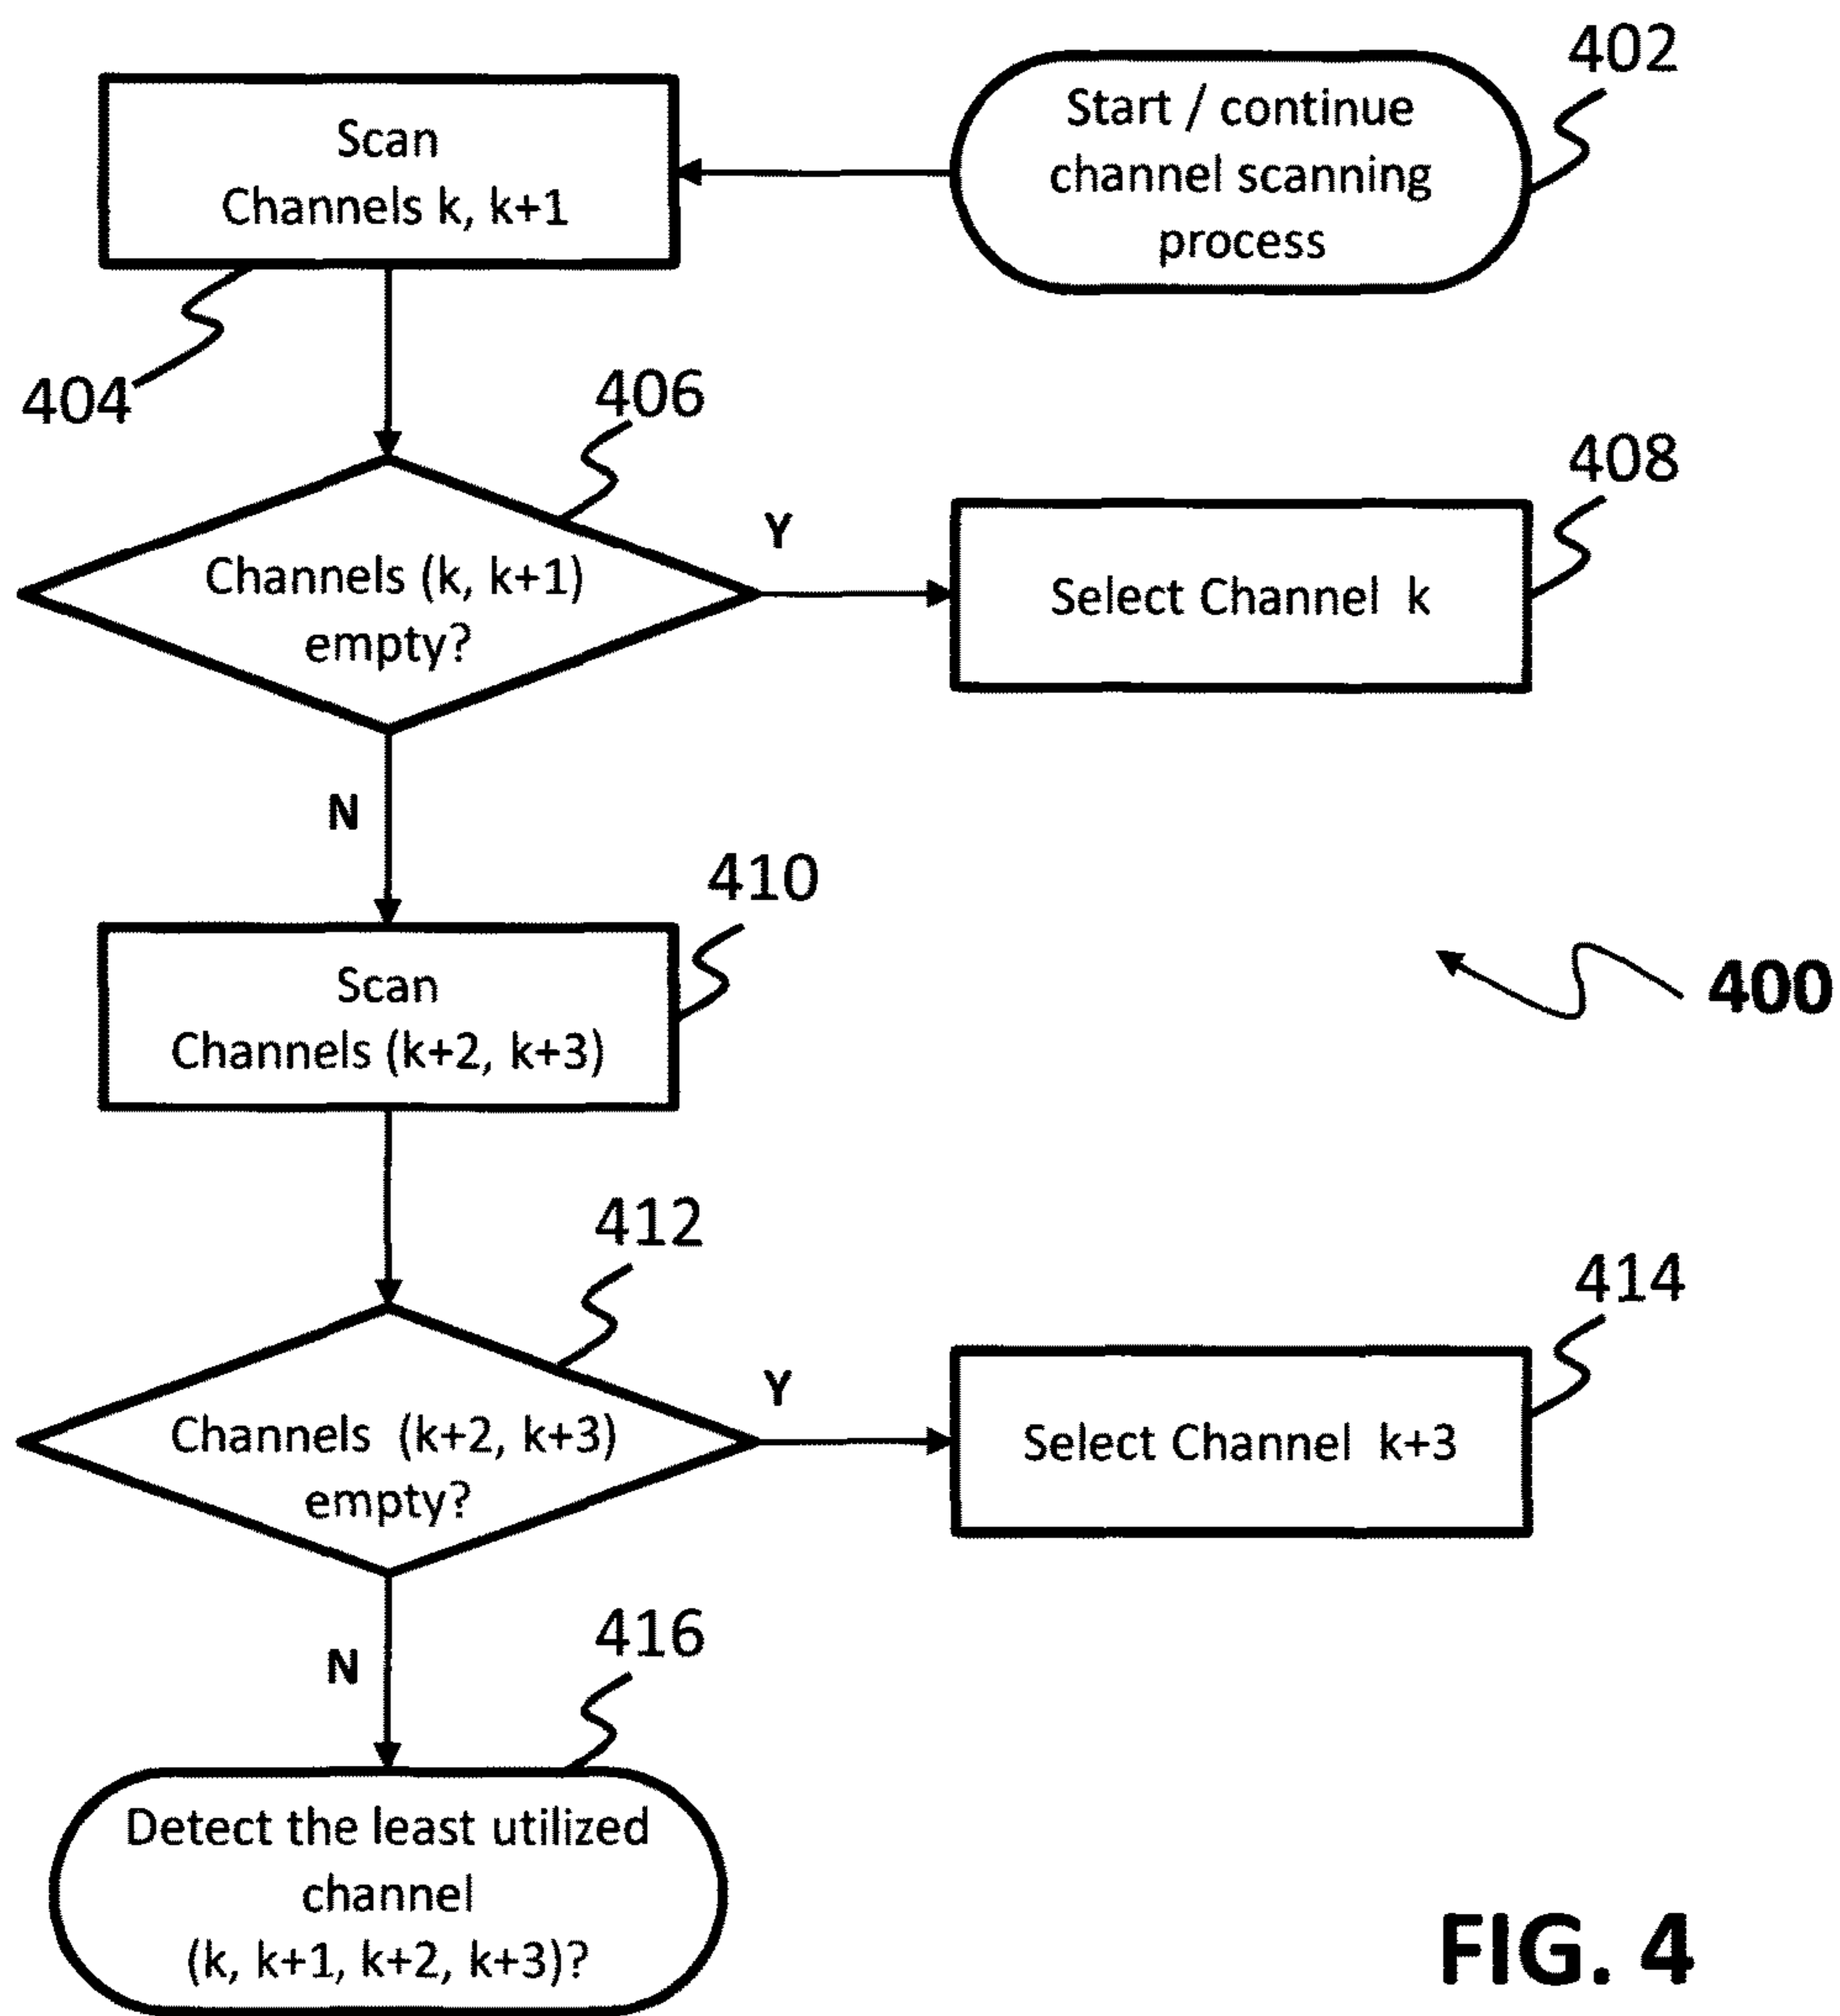 402
Start / continue
channel scanning
process
Scan
Channels k, k+1
404
406
Channels (k, k+1)
empty?
Y
408
Select Channel k
N
410
Scan
Channels (k+2, k+3)
400
412
Channels (k+2, k+3)
empty?
Y
414
Select Channel k+3
N
416
Detect the least utilized
channel
(k, k+1, k+2, k+3)?
FIG. 4